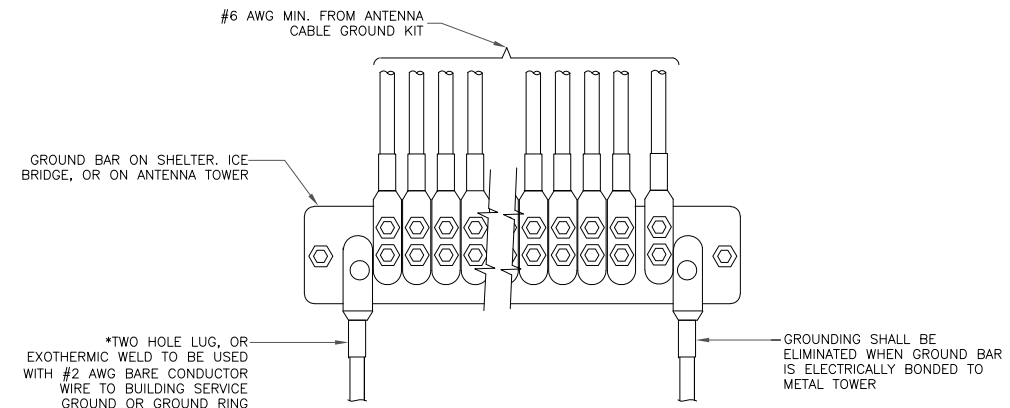 #6 AWG MIN. FROM ANTENNA
CABLE GROUND KIT
GROUND BAR ON SHELTER. ICE
BRIDGE, OR ON ANTENNA TOWER
*TWO HOLE LUG, OR
EXOTHERMIC WELD TO BE USED
WITH #2 AWG BARE CONDUCTOR
WIRE TO BUILDING SERVICE
GROUND OR GROUND RING
GROUNDING SHALL BE
ELIMINATED WHEN GROUND BAR
IS ELECTRICALLY BONDED TO
METAL TOWER